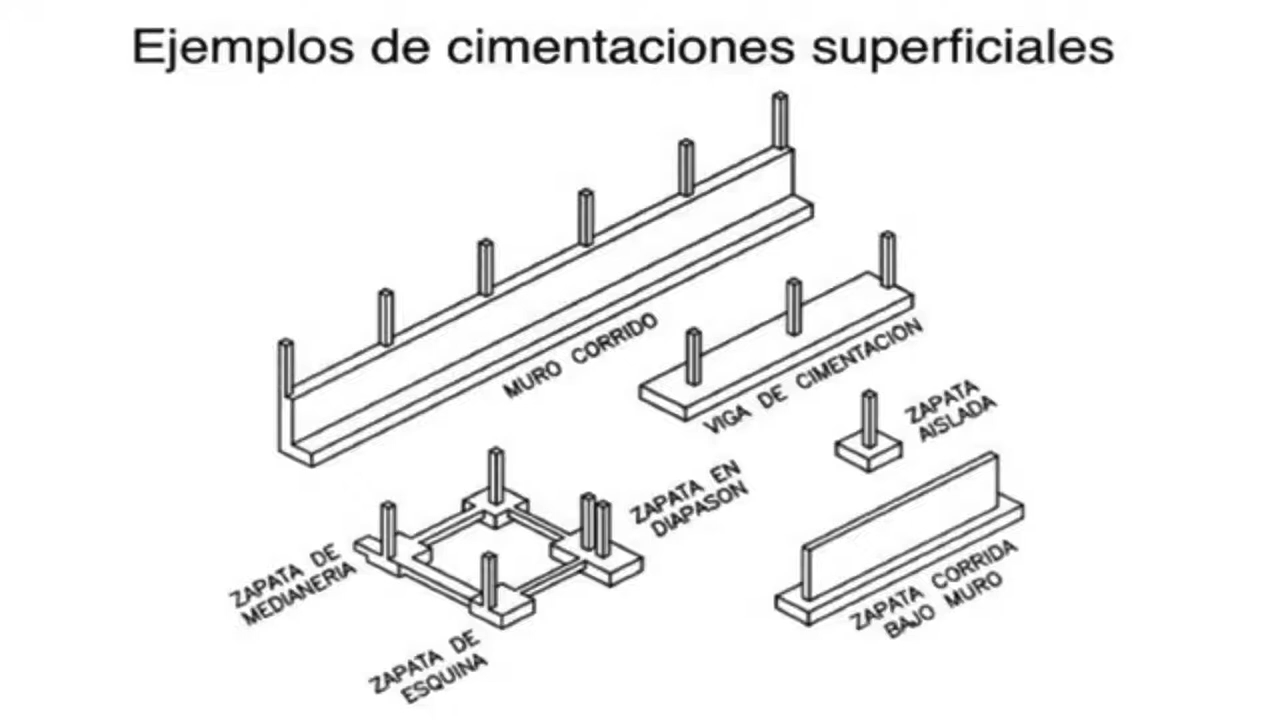 Ejemplos de cimentaciones superficiales
MURO CORRIDO
VIGA DE CIMENTACION
ZAPATA
AISLADA
ZAPATA EN
DIAPASON
ZAPATA DE
MEDIANERIA
ZAPATA CORRIDA
BAJO MURO
ZAPATA DE
ESQUINA